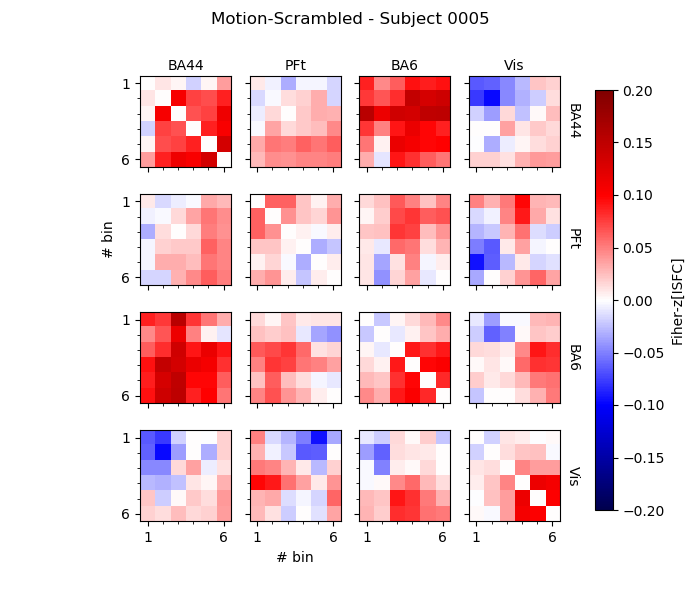 Motion-Scrambled - Subject 0005
BA44 PFt BA6 Vis
1
6
BA44
1
6
PFt
1
6
BA6
1
6
Vis
1 6 1 6 1 6 1 6
# bin
# bin
0.20
0.15
0.10
0.05
0.00
−0.05
−0.10
−0.15
−0.20
Fiher-z[ISFC]